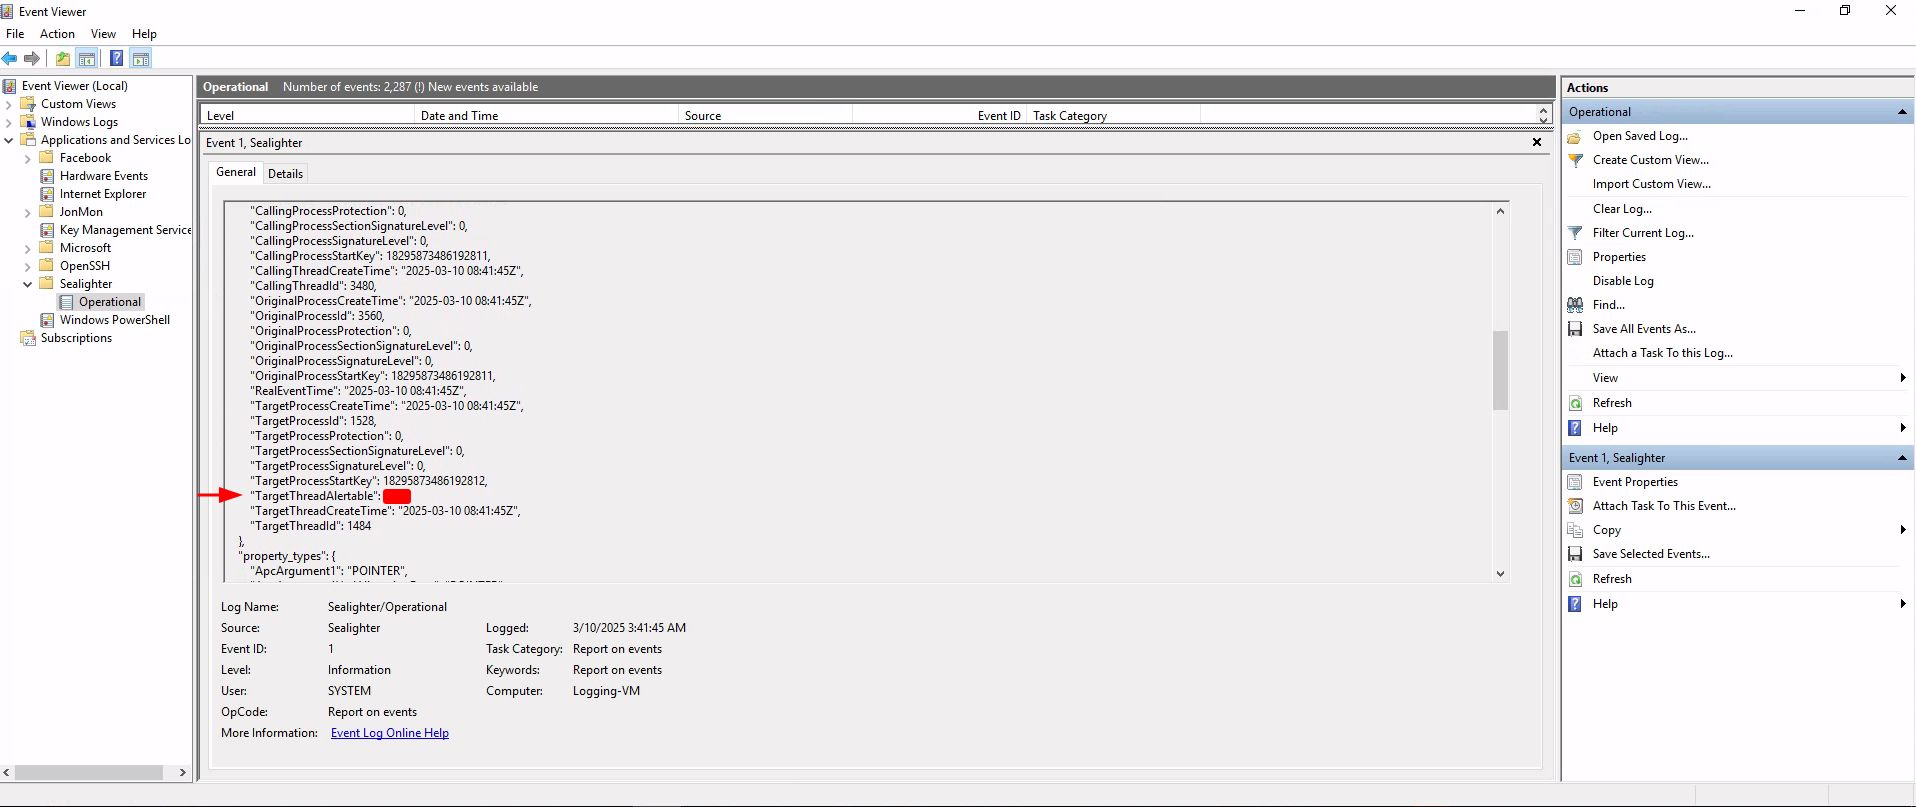 Event Viewer
File Action View Help
Event Viewer (Local)
Custom Views
Windows Logs
Applications and Services Lo
Facebook
Hardware Events
Internet Explorer
JonMon
Key Management Service
Microsoft
OpenSSH
Sealighter
Operational
Windows PowerShell
Subscriptions
Operational Number of events: 2,287 (!) New events available
Level Date and Time Source Event ID Task Category
Event 1, Sealighter
General Details
"CallingProcessProtection": 0,
"CallingProcessSectionSignatureLevel": 0,
"CallingProcessSignatureLevel": 0,
"CallingProcessStartKey": 18295873486192811,
"CallingThreadCreateTime": "2025-03-10 08:41:45Z",
"CallingThreadId": 3480,
"OriginalProcessCreateTime": "2025-03-10 08:41:45Z",
"OriginalProcessId": 3560,
"OriginalProcessProtection": 0,
"OriginalProcessSectionSignatureLevel": 0,
"OriginalProcessSignatureLevel": 0,
"OriginalProcessStartKey": 18295873486192811,
"RealEventTime": "2025-03-10 08:41:45Z",
"TargetProcessCreateTime": "2025-03-10 08:41:45Z",
"TargetProcessId": 1528,
"TargetProcessProtection": 0,
"TargetProcessSectionSignatureLevel": 0,
"TargetProcessSignatureLevel": 0,
"TargetProcessStartKey": 18295873486192812,
"TargetThreadAlertable":
"TargetThreadCreateTime": "2025-03-10 08:41:45Z",
"TargetThreadId": 1484
},
"property_types": {
"ApcArgument1": "POINTER",
Log Name: Sealighter/Operational
Source: Sealighter Logged: 3/10/2025 3:41:45 AM
Event ID: 1 Task Category: Report on events
Level: Information Keywords: Report on events
User: SYSTEM Computer: Logging-VM
OpCode: Report on events
More Information: Event Log Online Help
Actions
Operational
Open Saved Log...
Create Custom View...
Import Custom View...
Clear Log...
Filter Current Log...
Properties
Disable Log
Find...
Save All Events As...
Attach a Task To this Log...
View
Refresh
Help
Event 1, Sealighter
Event Properties
Attach Task To This Event...
Copy
Save Selected Events...
Refresh
Help